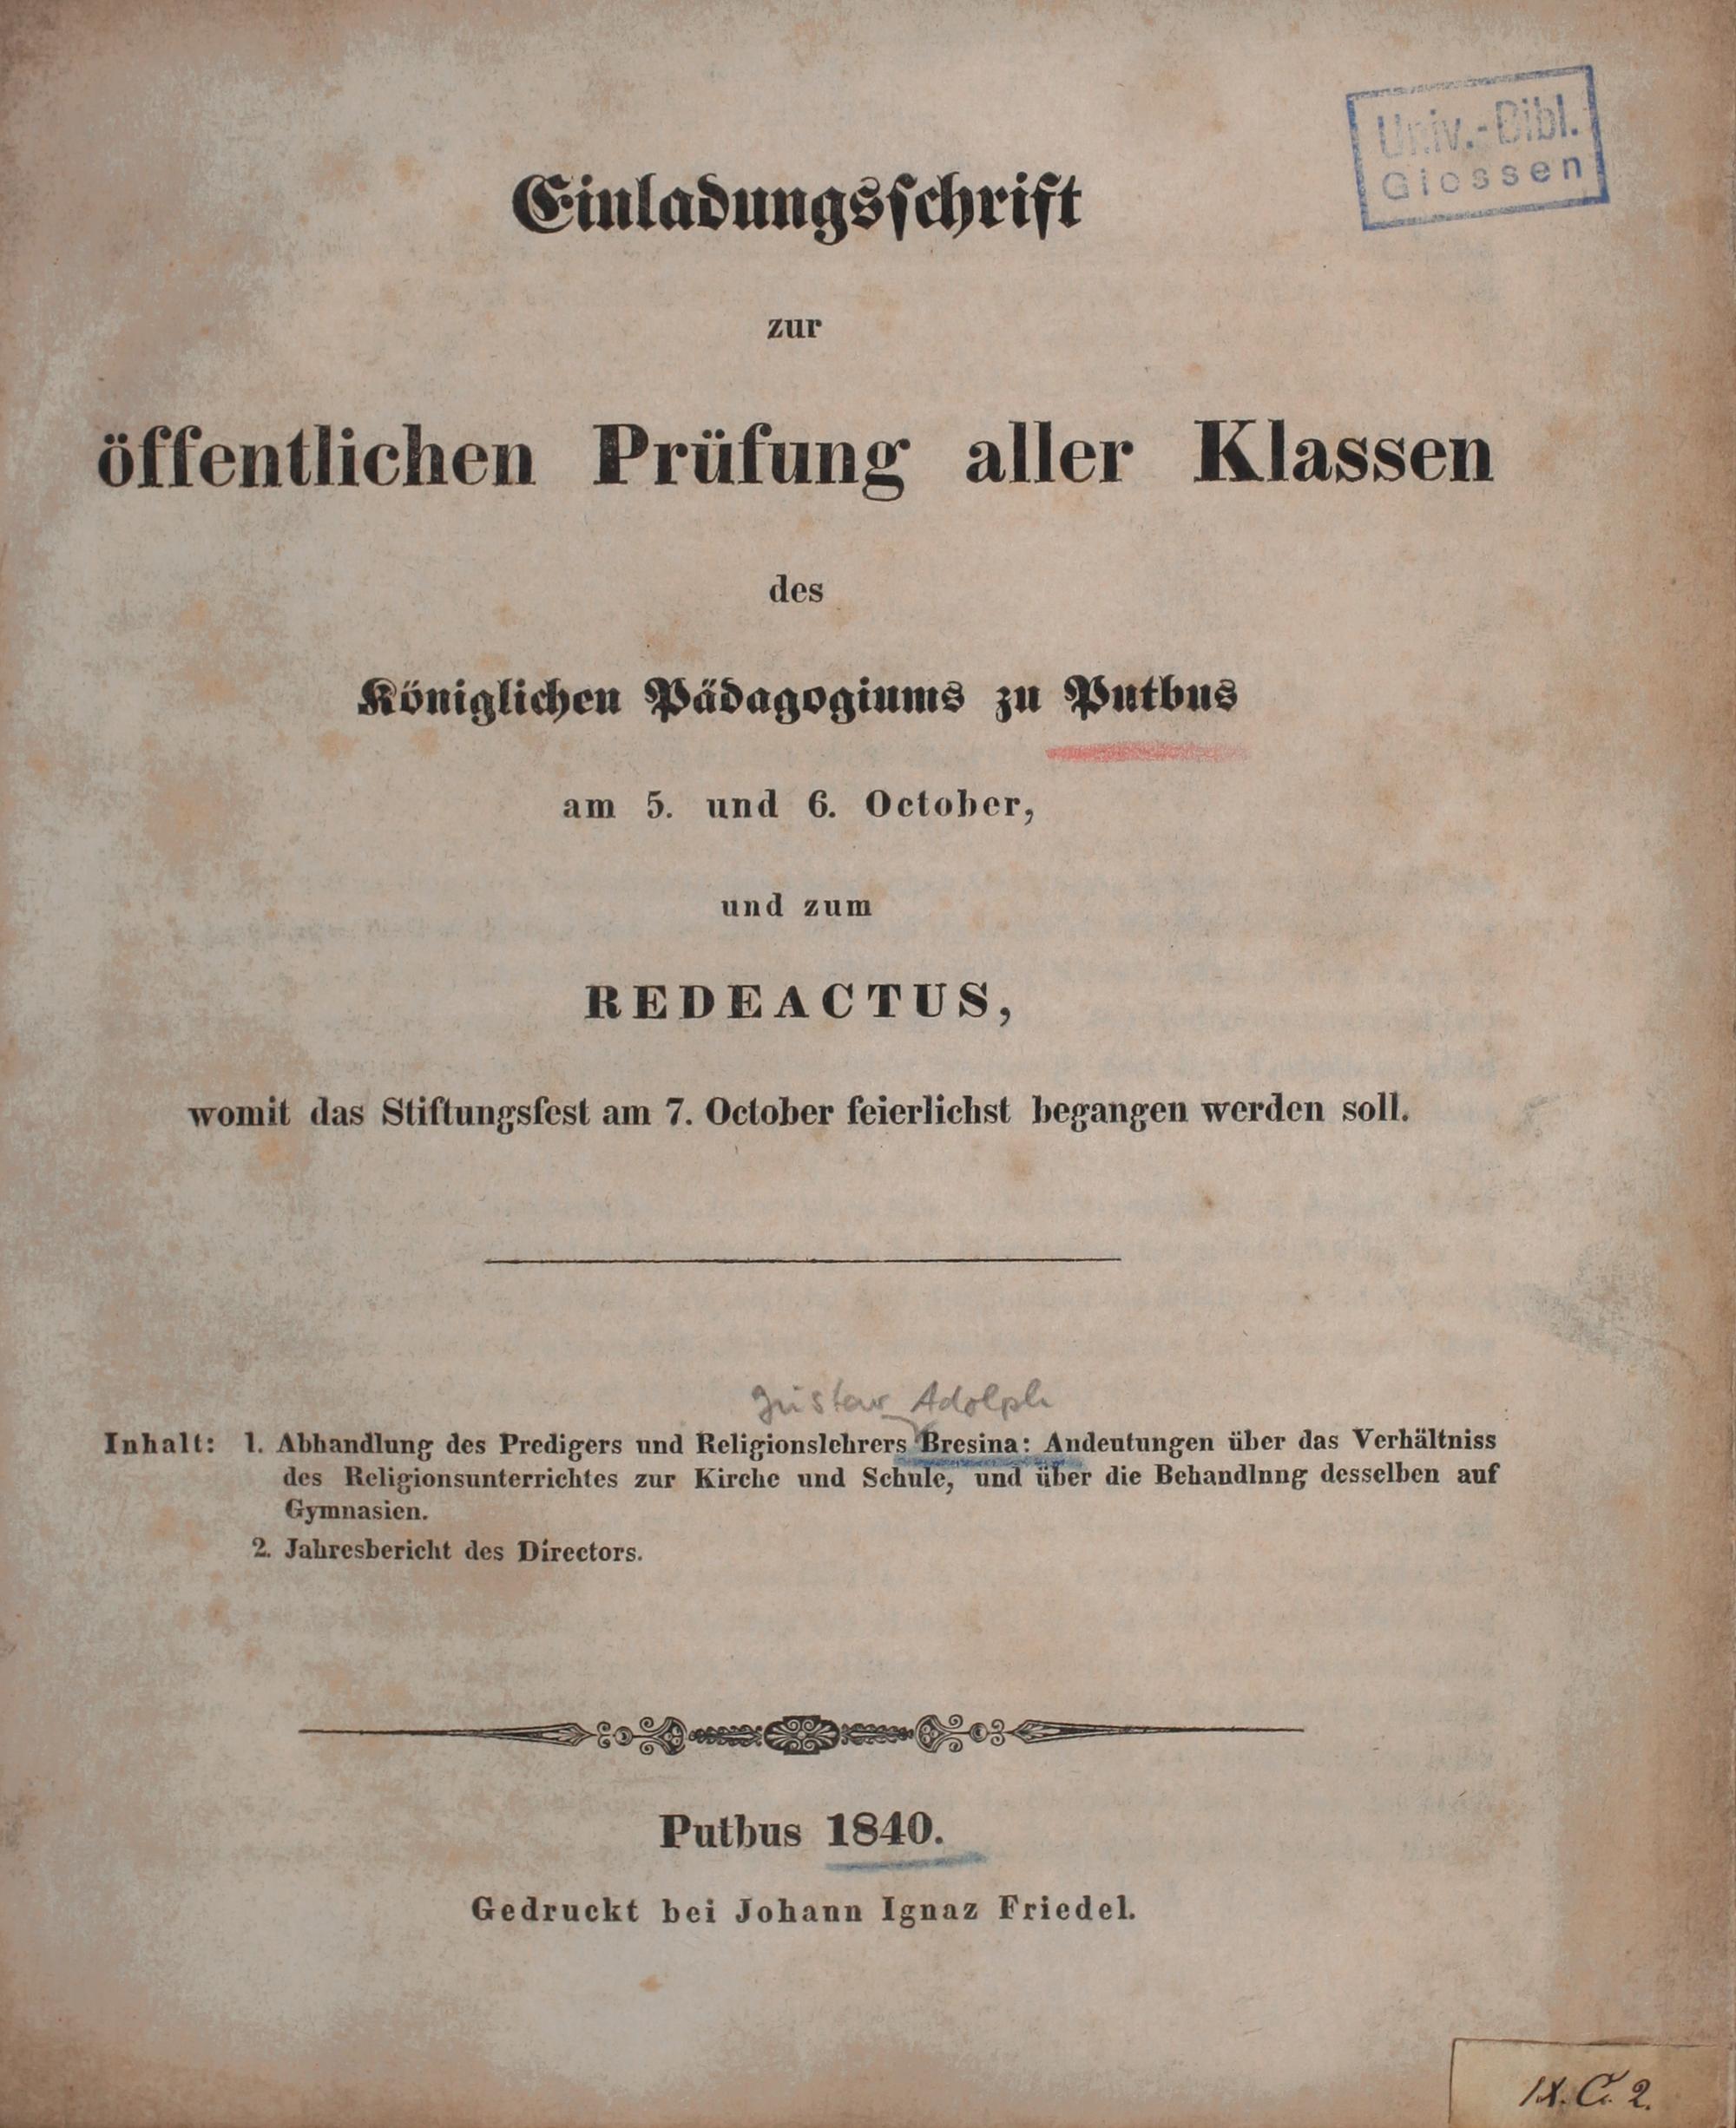 Univ.-Bibl.
Giessen
Einladungsschrift
zur
öffentlichen Prüfung aller Klassen
des
Königlichen Pädagogiums zu Putbus
am 5. und 6. October,
und zum
REDEACTUS,
womit das Stiftungsfest am 7. October feierlichst begangen werden soll.
Gustav Adolph
Inhalt: 1. Abhandlung des Predigers und Religionslehrers Bresina: Andeutungen über das Verhältniss
des Religionsunterrichtes zur Kirche und Schule, und über die Behandlnng desselben auf
Gymnasien.
2. Jahresbericht des Directors.
Putbus 1840.
Gedruckt bei Johann Ignaz Friedel.
IX. C. 2.